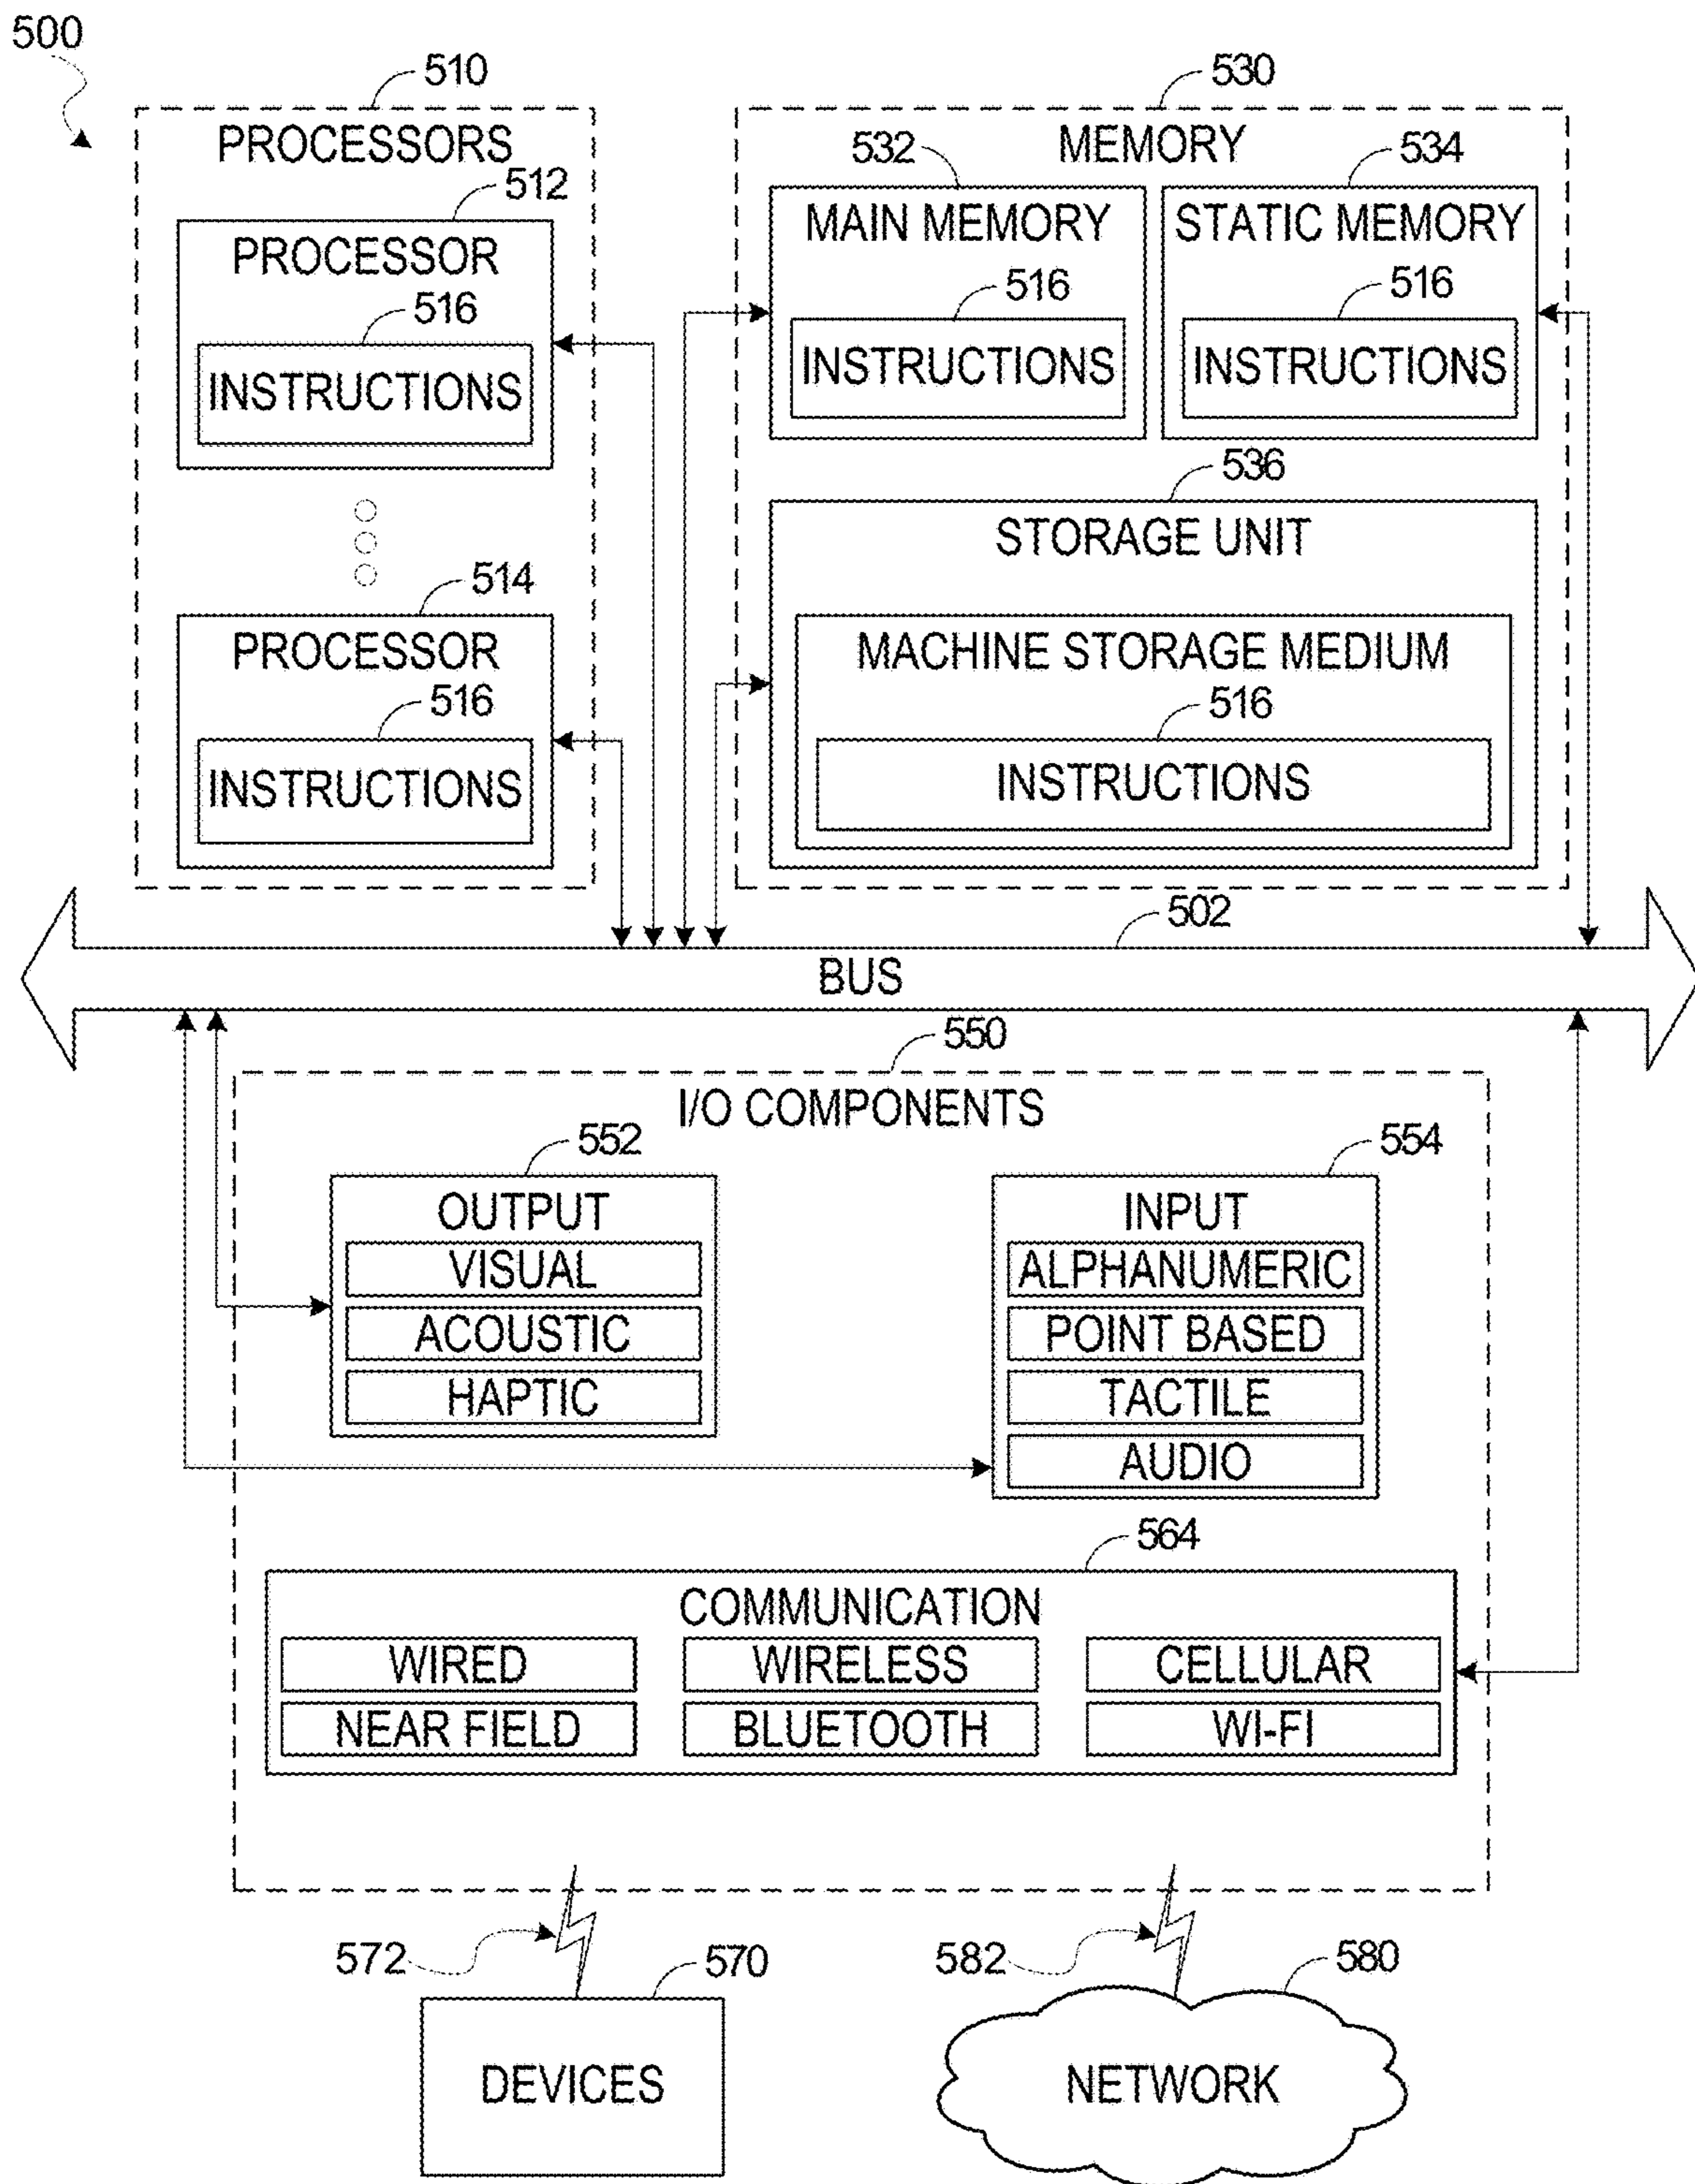 500
510
PROCESSORS
512
PROCESSOR
516
INSTRUCTIONS
514
PROCESSOR
516
INSTRUCTIONS
530
MEMORY
532
MAIN MEMORY
516
INSTRUCTIONS
534
STATIC MEMORY
516
INSTRUCTIONS
536
STORAGE UNIT
MACHINE STORAGE MEDIUM
516
INSTRUCTIONS
502
BUS
550
I/O COMPONENTS
552
OUTPUT
VISUAL
ACOUSTIC
HAPTIC
554
INPUT
ALPHANUMERIC
POINT BASED
TACTILE
AUDIO
564
COMMUNICATION
WIRED
WIRELESS
CELLULAR
NEAR FIELD
BLUETOOTH
WI-FI
572
570
DEVICES
582
580
NETWORK